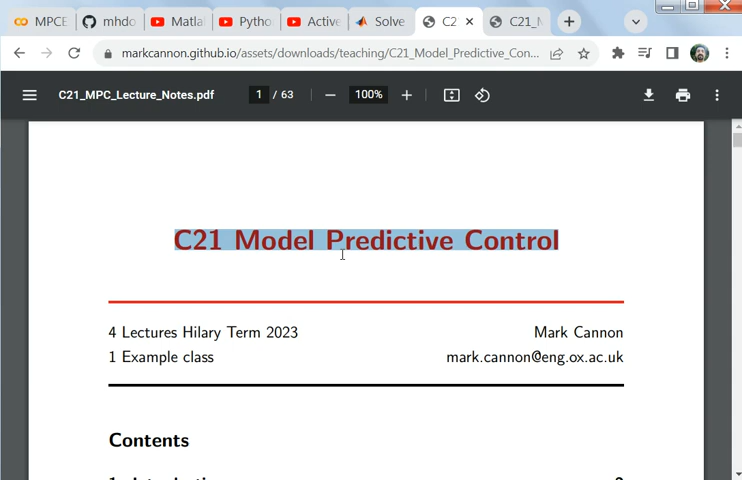 MPCE
mhdo
Matlal
Pytho
Active
Solve
C2
C21_M
markcannon.github.io/assets/downloads/teaching/C21_Model_Predictive_Con...
C21_MPC_Lecture_Notes.pdf
1 / 63
100%
C21 Model Predictive Control
4 Lectures Hilary Term 2023
Mark Cannon
1 Example class
mark.cannon@eng.ox.ac.uk
Contents